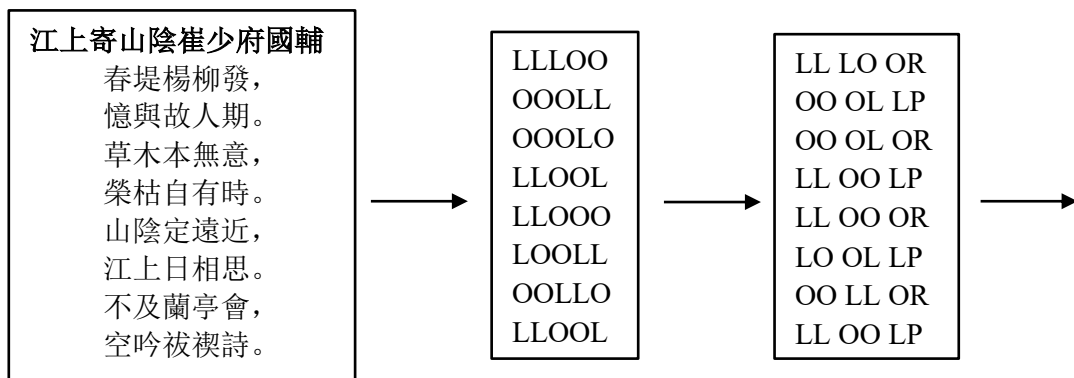 江上寄山陰崔少府國輔
春堤楊柳發，
憶與故人期。
草木本無意，
榮枯自有時。
山陰定遠近，
江上日相思。
不及蘭亭會，
空吟祓禊詩。
LLLOO
OOOLL
OOOLO
LLOOL
LLOOO
LOOLL
OOLLO
LLOOL
LL LO OR
OO OL LP
OO OL OR
LL OO LP
LL OO OR
LO OL LP
OO LL OR
LL OO LP